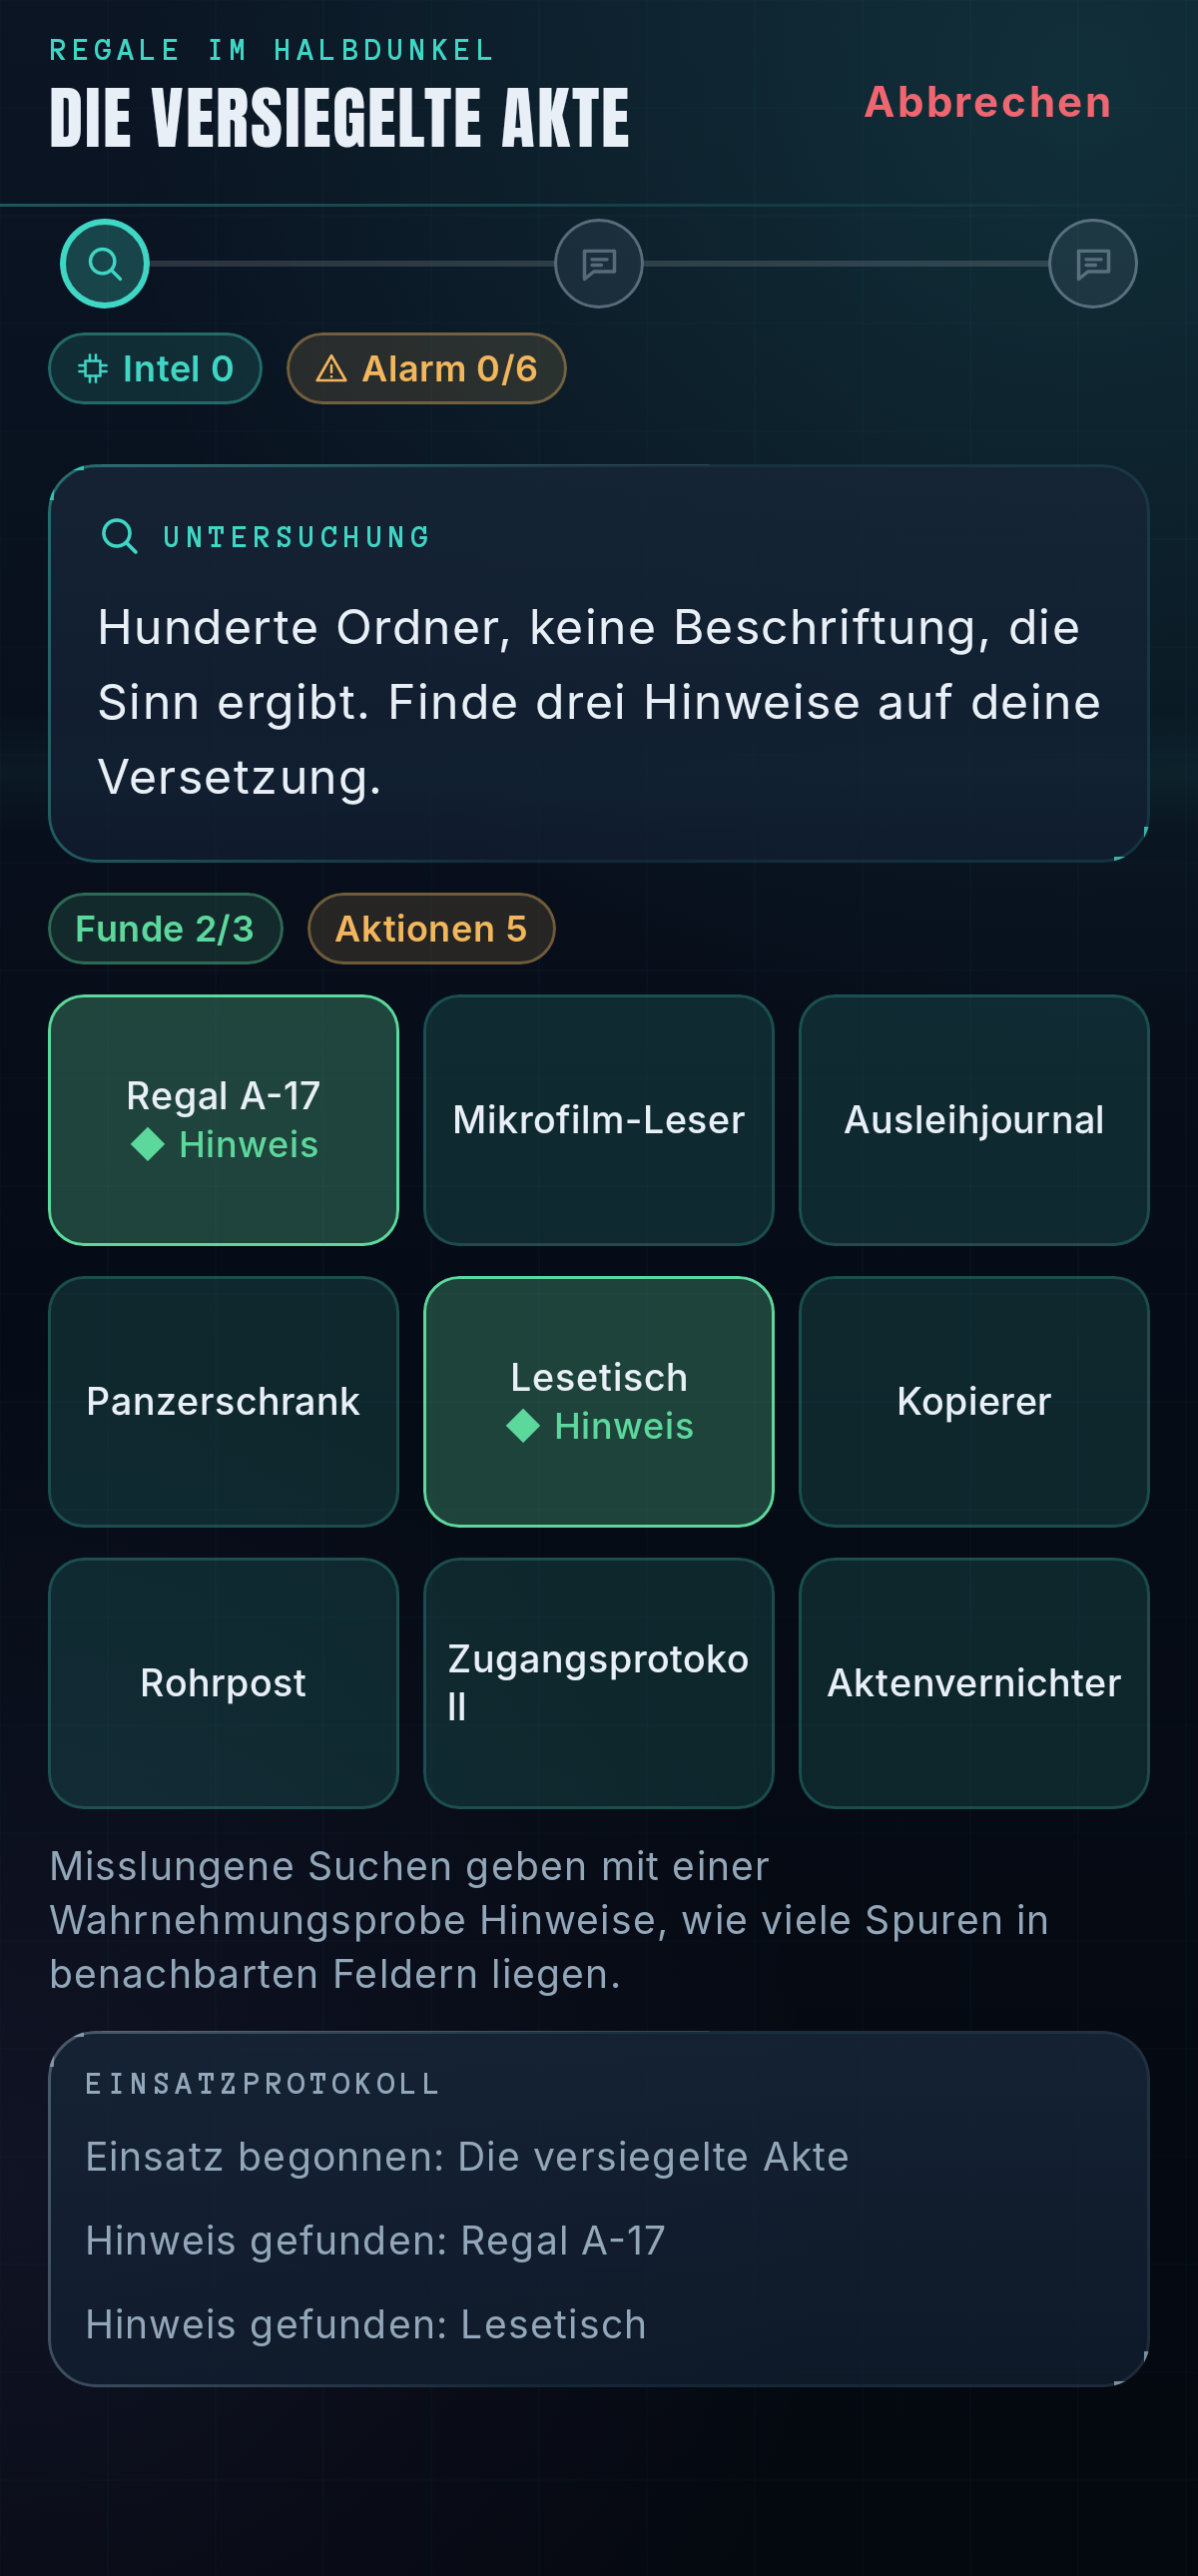 REGALE IM HALBDUNKEL
DIE VERSIEGELTE AKTE
Abbrechen
Intel 0
Alarm 0/6
UNTERSUCHUNG
Hunderte Ordner, keine Beschriftung, die
Sinn ergibt. Finde drei Hinweise auf deine
Versetzung.
Funde 2/3
Aktionen 5
Regal A-17
◆ Hinweis
Mikrofilm-Leser
Ausleihjournal
Panzerschrank
Lesetisch
◆ Hinweis
Kopierer
Rohrpost
Zugangsprotoko
ll
Aktenvernichter
Misslungene Suchen geben mit einer
Wahrnehmungsprobe Hinweise, wie viele Spuren in
benachbarten Feldern liegen.
EINSATZPROTOKOLL
Einsatz begonnen: Die versiegelte Akte
Hinweis gefunden: Regal A-17
Hinweis gefunden: Lesetisch